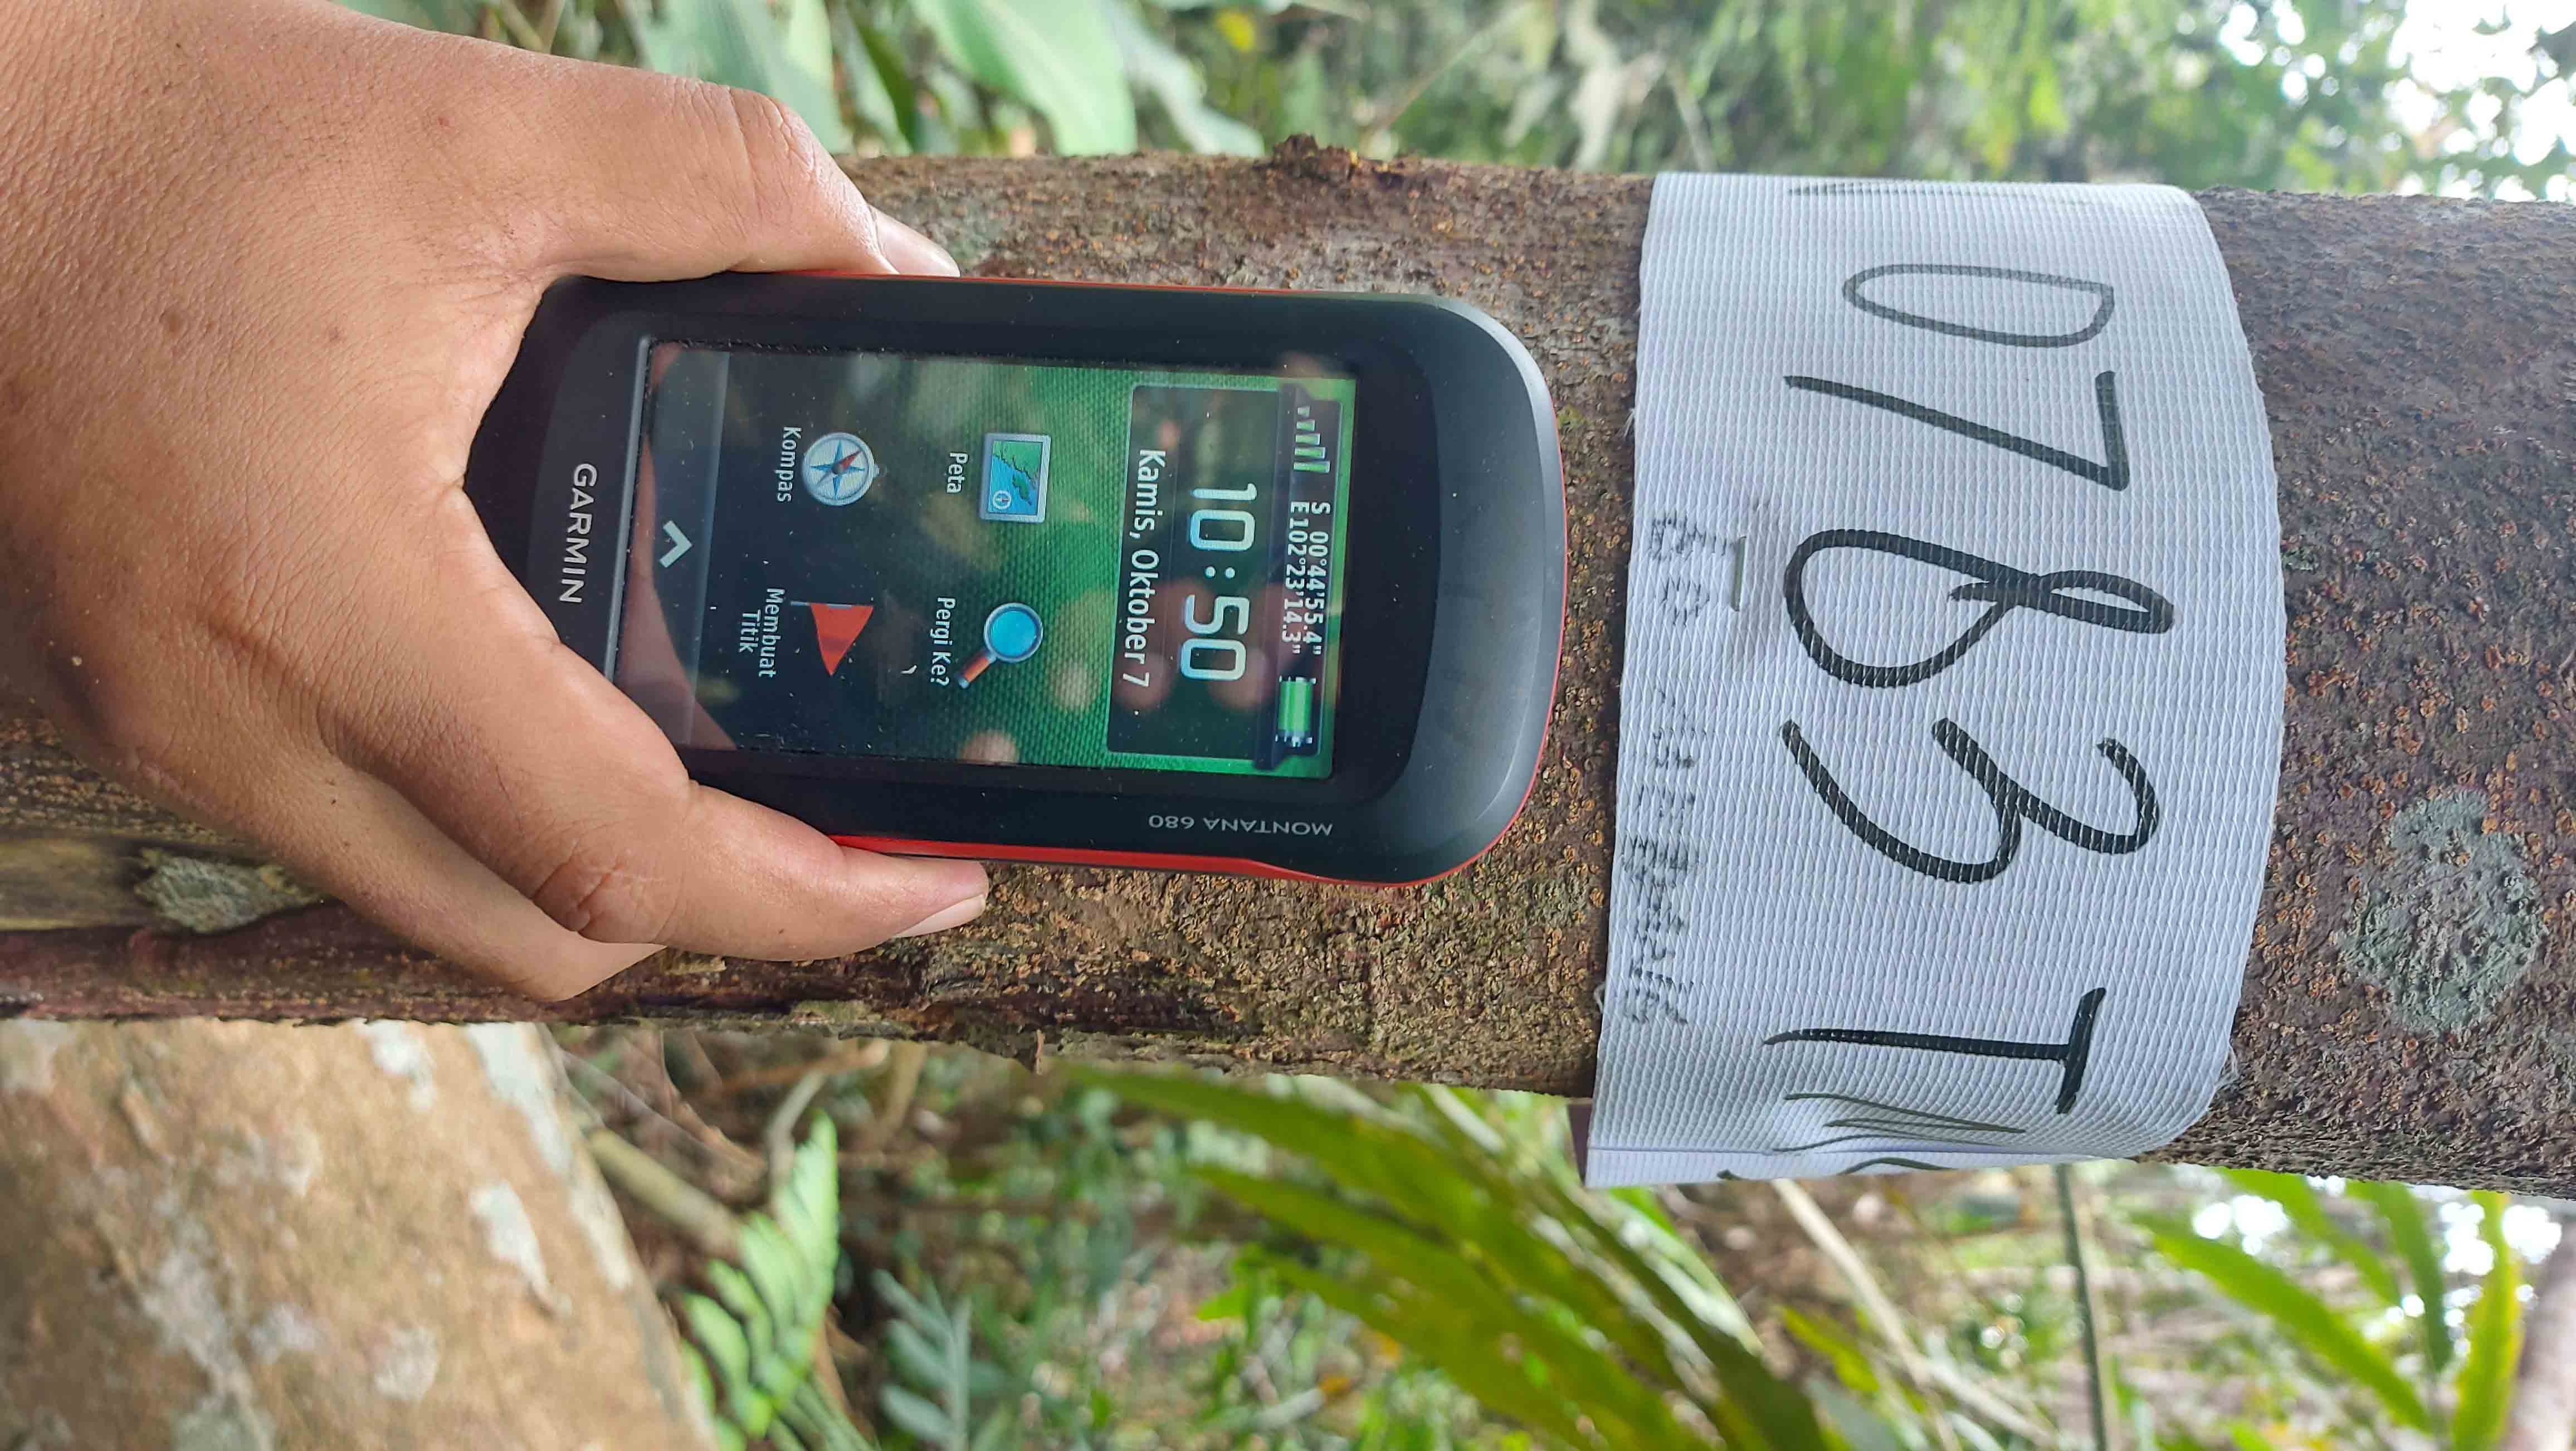 0783 T
S 00°44'55.4"
E 102°23'14.3"
10:50
Kamis, Oktober 7
Peta
Pergi Ke?
Kompas
Membuat
Titik
MONTANA 680
GARMIN